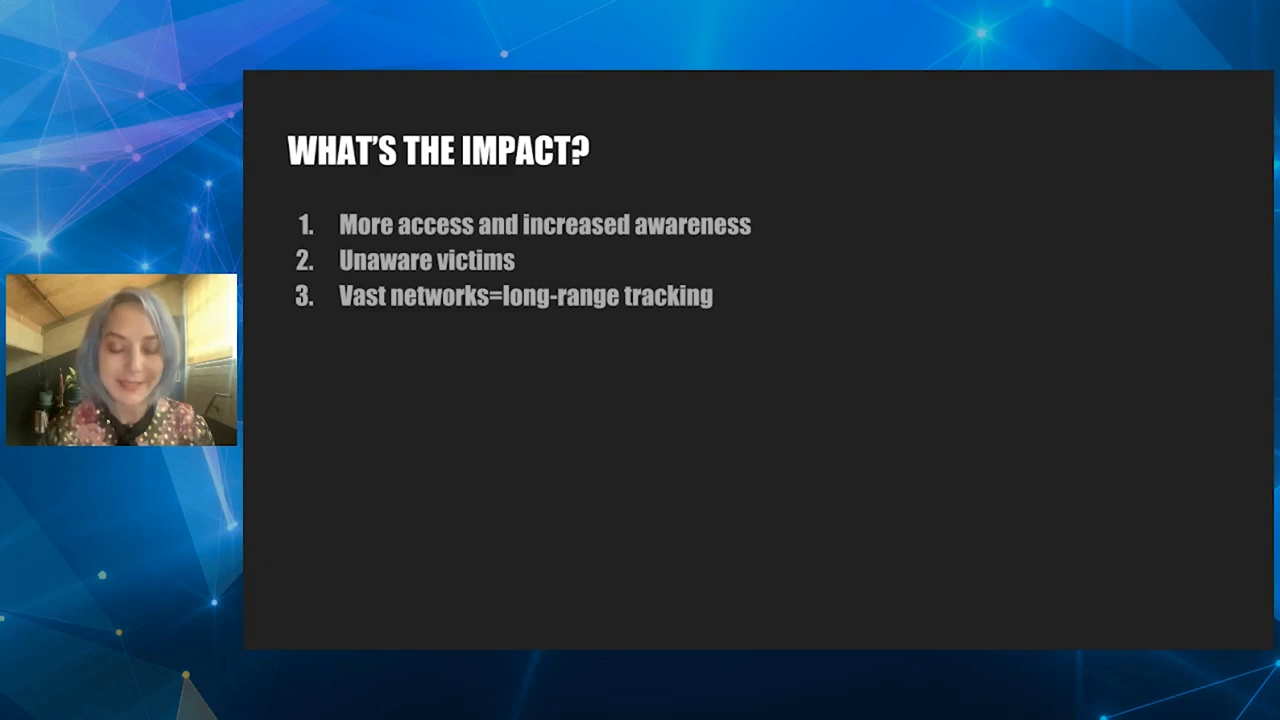 WHAT'S THE IMPACT?
1. More access and increased awareness
2. Unaware victims
3. Vast networks=long-range tracking